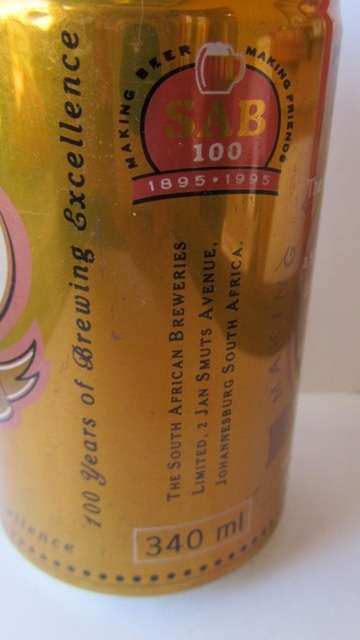 MAKING BEER MAKING FRIENDS
SAB
100
1895 • 1995
100 Years of Brewing Excellence
THE SOUTH AFRICAN BREWERIES
LIMITED, 2 JAN SMUTS AVENUE,
JOHANNESBURG SOUTH AFRICA.
340 ml